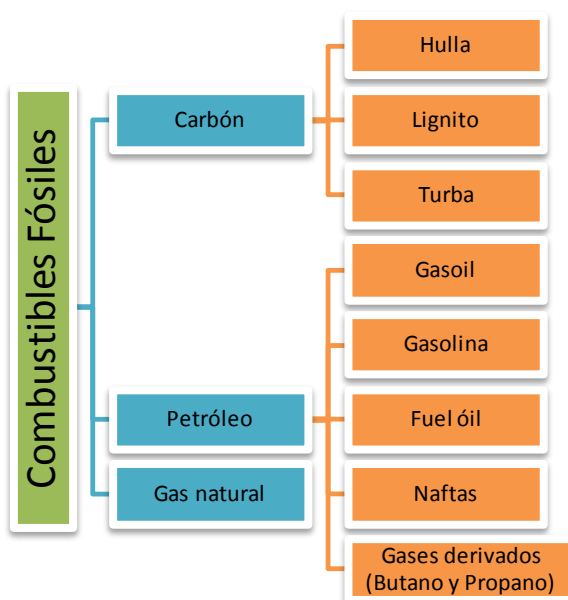 Combustibles Fósiles
Carbón
Hulla
Lignito
Turba
Petróleo
Gasoil
Gasolina
Fuel óil
Naftas
Gases derivados
(Butano y Propano)
Gas natural